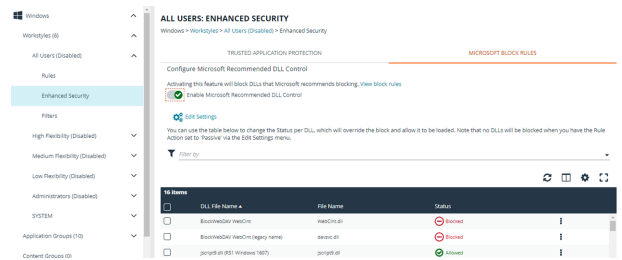 Windows
Workstyles (6)
All Users (Disabled)
Rules
Enhanced Security
Filters
High Flexibility (Disabled)
Medium Flexibility (Disabled)
Low Flexibility (Disabled)
Administrators (Disabled)
SYSTEM
Application Groups (10)
Content Groups (0)
ALL USERS: ENHANCED SECURITY
Windows > Workstyles > All Users (Disabled) > Enhanced Security
TRUSTED APPLICATION PROTECTION MICROSOFT BLOCK RULES
Configure Microsoft Recommended DLL Control
Activating this feature will block DLLs that Microsoft recommends blocking. View block rules
Enable Microsoft Recommended DLL Control
Edit Settings
You can use the table below to change the Status per DLL, which will override the block and allow it to be loaded. Note that no DLLs will be blocked when you have the Rule
Action set to 'Passive' via the Edit Settings menu.
Filter by
16 items
DLL File Name File Name Status
BlockWebDAV WebClnt WebClnt.dll Blocked
BlockWebDAV WebClnt (legacy name) davsvc.dll Blocked
jscript9.dll (RS1 Windows 1607) jscript9.dll Allowed